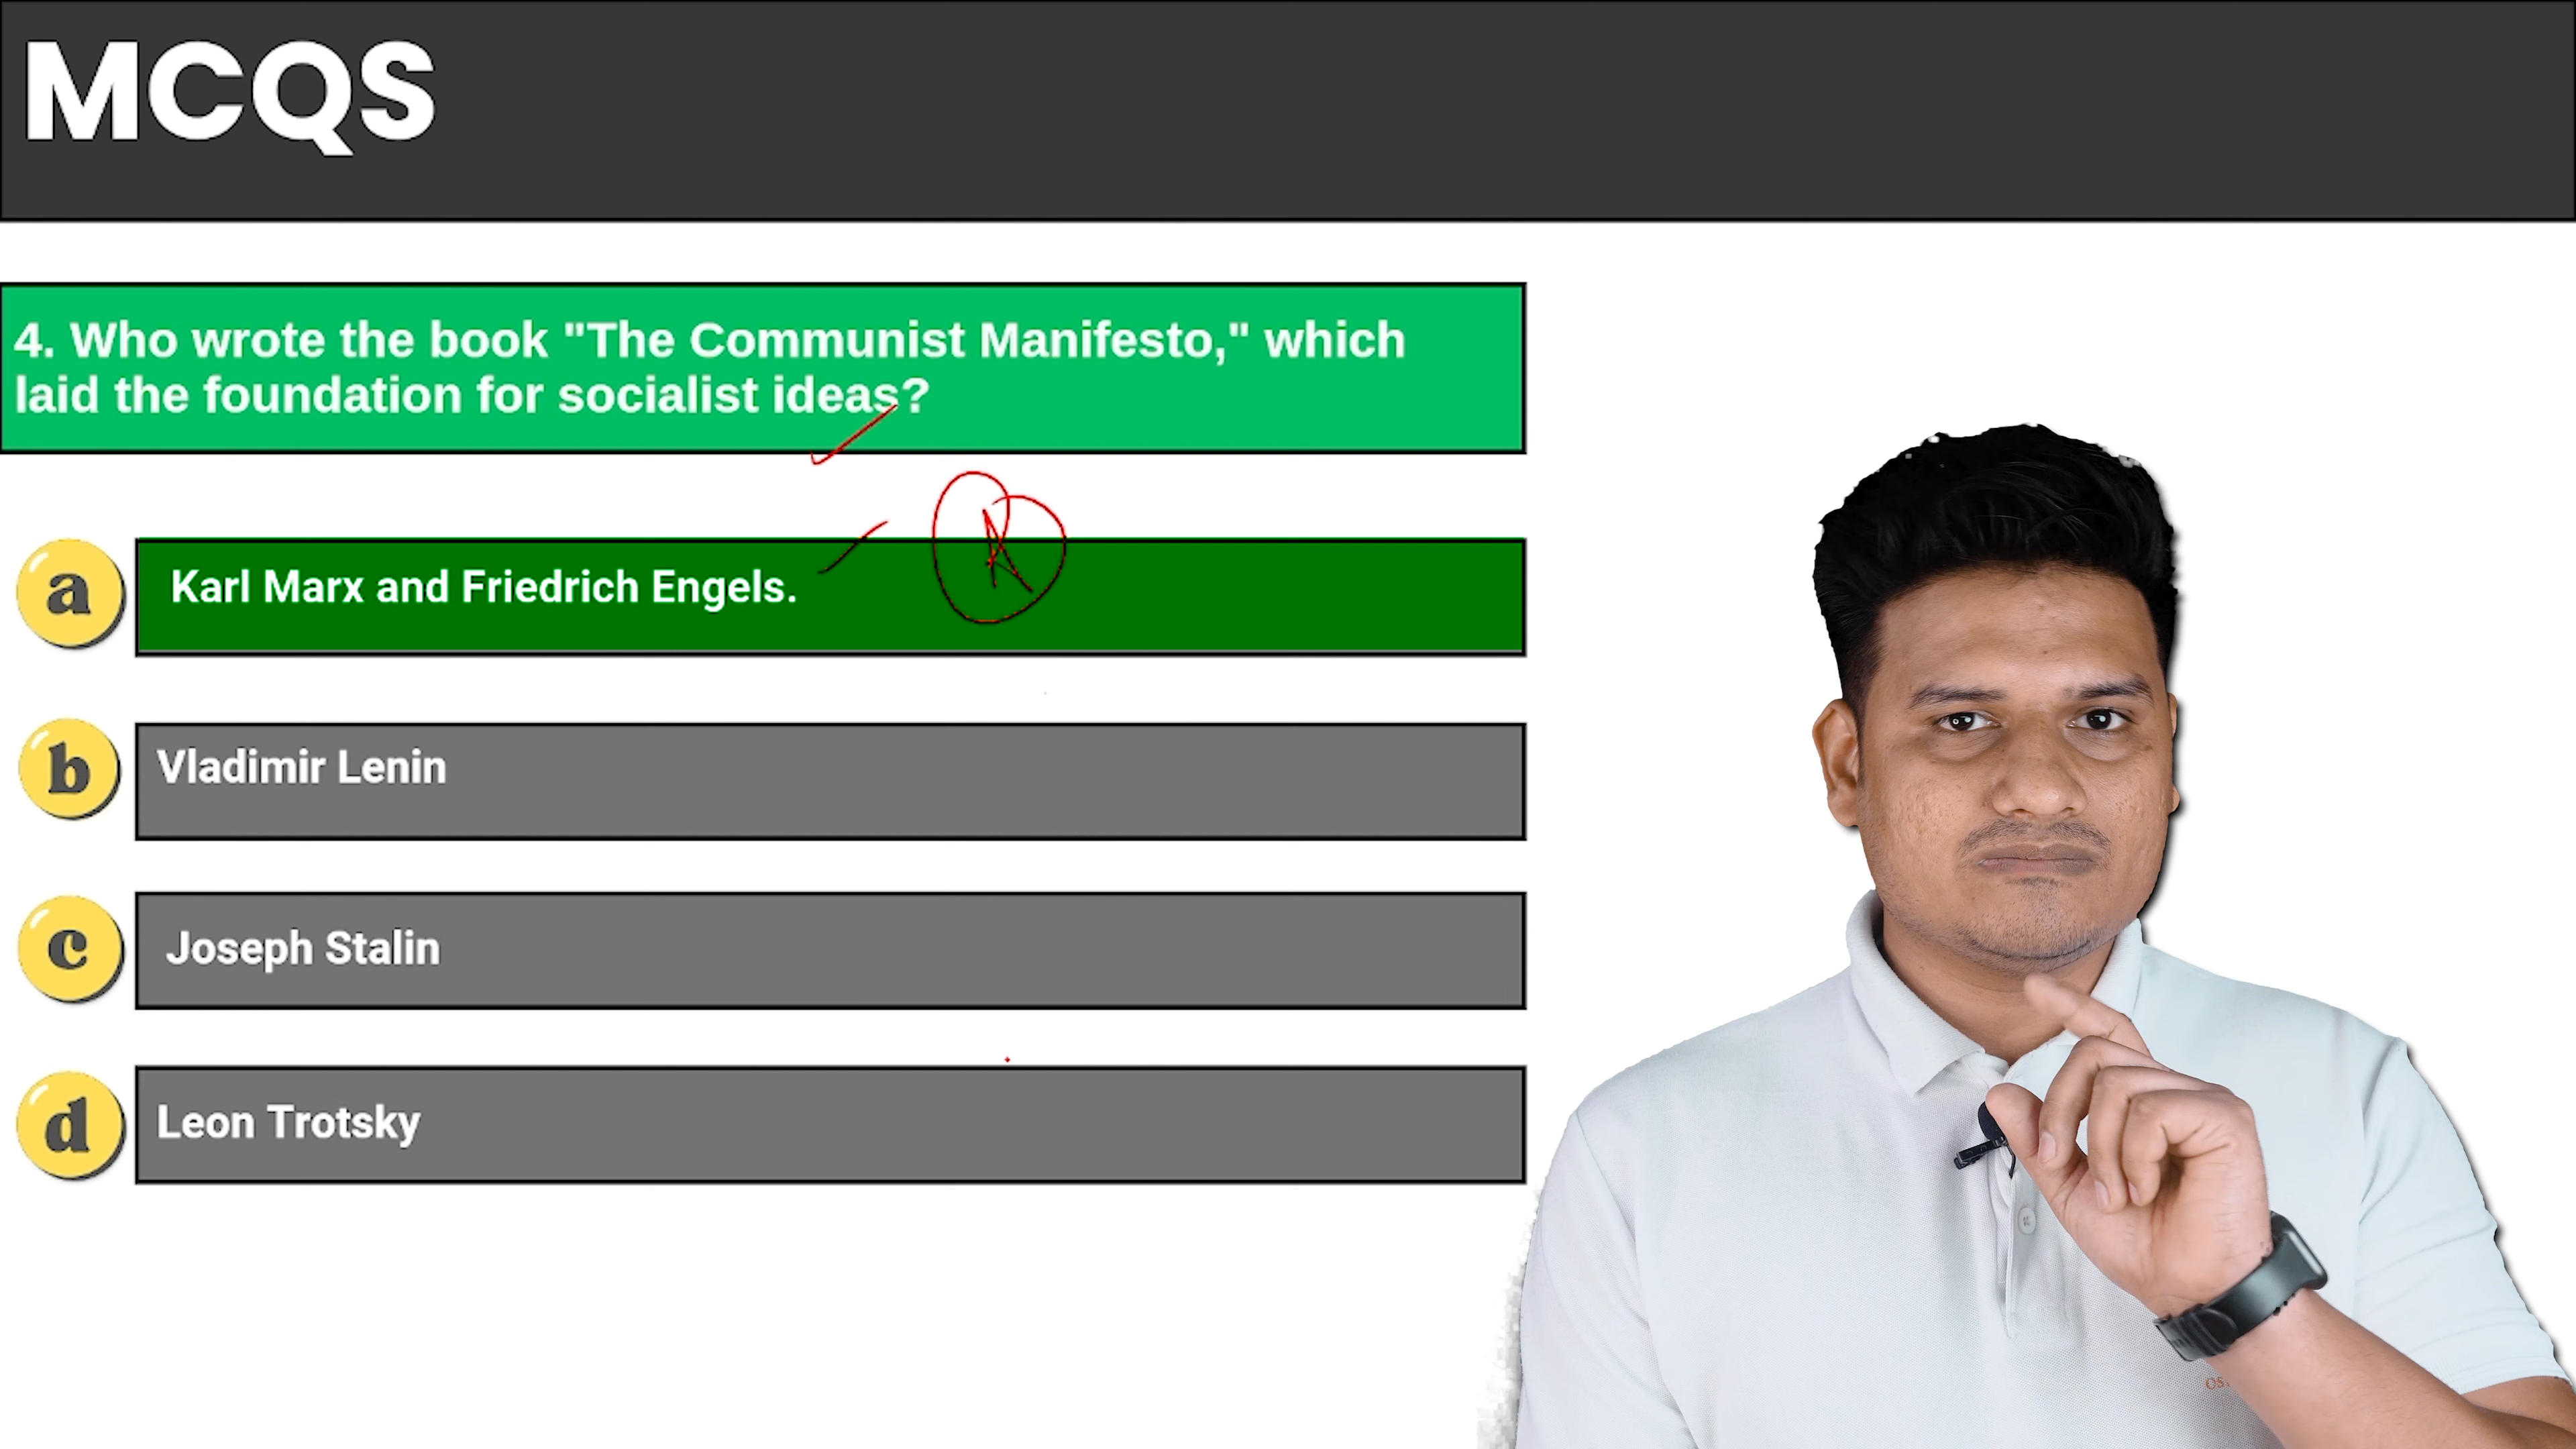 MCQS
4. Who wrote the book "The Communist Manifesto," which
laid the foundation for socialist ideas?
a
Karl Marx and Friedrich Engels.
A
b
Vladimir Lenin
c
Joseph Stalin
d
Leon Trotsky